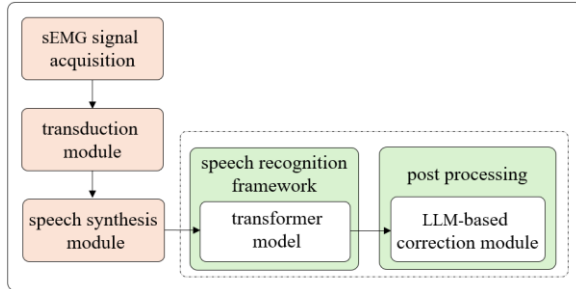 sEMG signal
acquisition
transduction
module
speech synthesis
module
speech recognition
framework
transformer
model
post processing
LLM-based
correction module